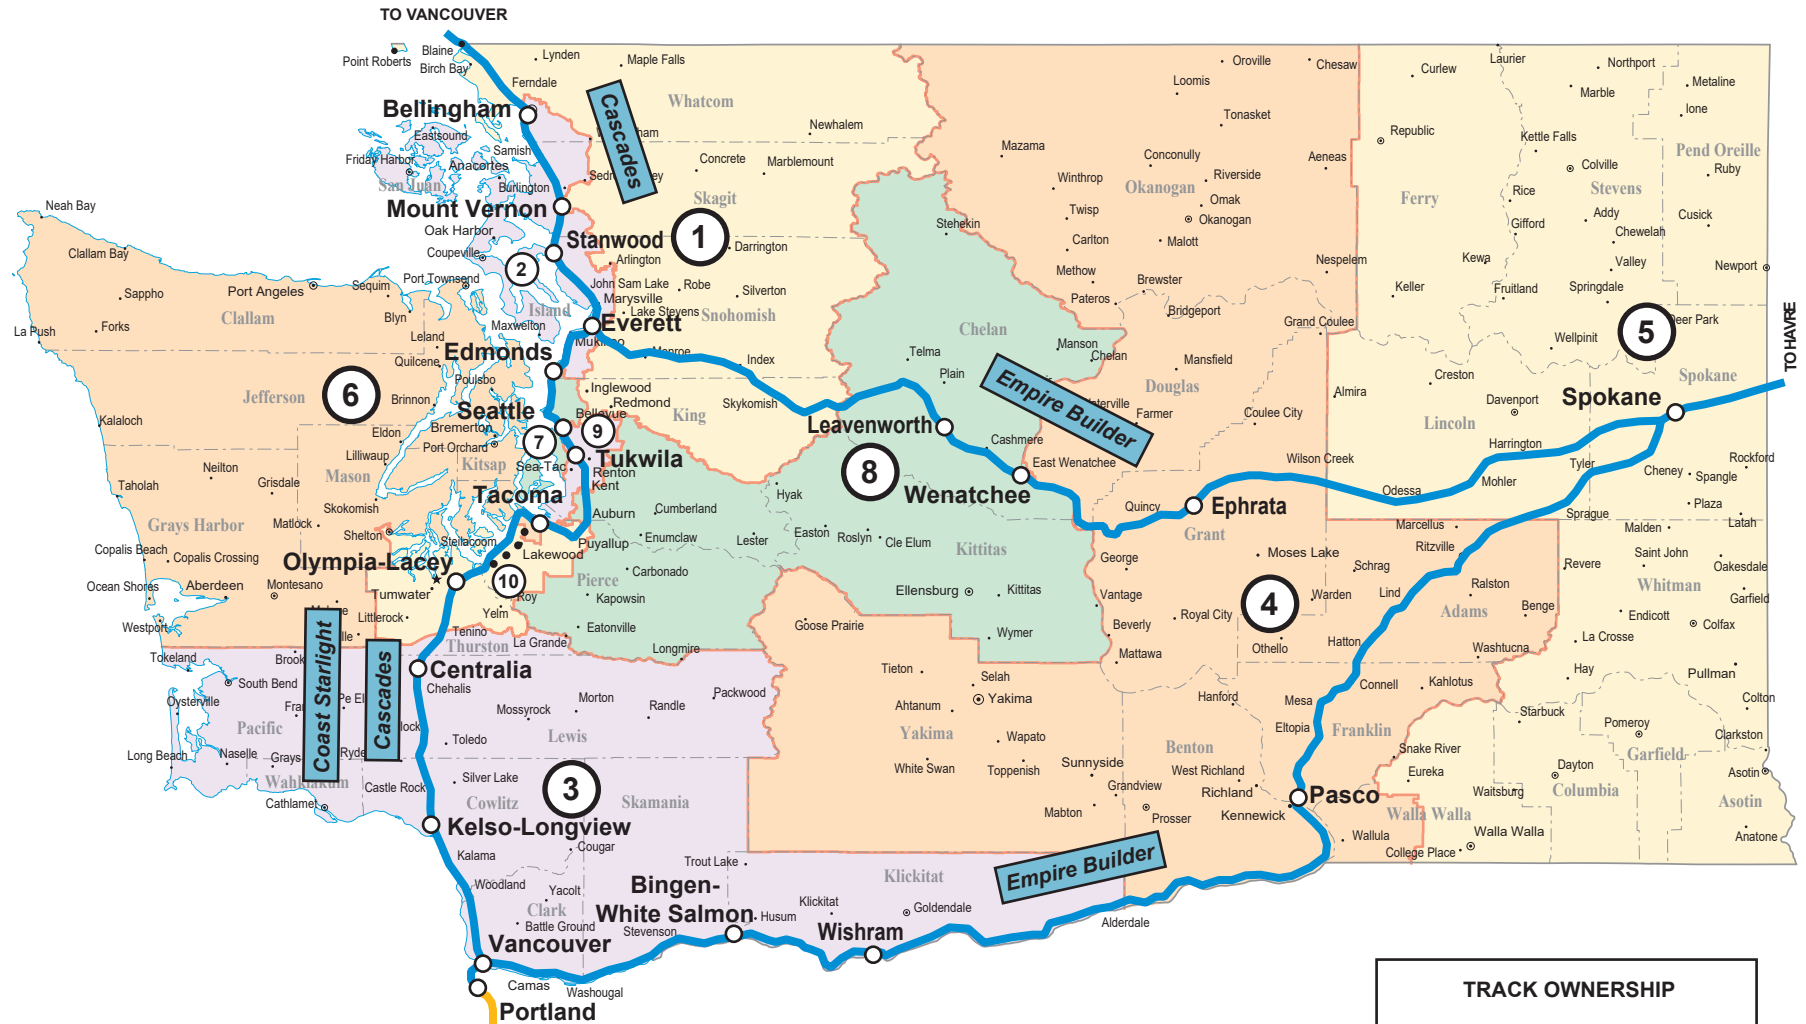 TO VANCOUVER
Point Roberts
Blaine
Birch Bay
Lynden
Maple Falls
Ferndale
Bellingham
Cascades
Whatcom
Newhalem
Eastsound
Friday Harbor
San Juan
Anacortes
Samish
Burlington
Concrete
Marblemount
Skagit
Mount Vernon
Oak Harbor
Coupeville
Stanwood
1
Darrington
Arlington
2
Island
John Sam Lake
Marysville
Lake Stevens
Robe
Silverton
Snohomish
Everett
Maxwelton
Monroe
Index
Edmonds
Inglewood
Redmond
Bellevue
King
Skykomish
Seattle
7
9
Tukwila
Sea-Tac
Renton
Kent
Tacoma
Auburn
Puyallup
Cumberland
Enumclaw
Lester
Hyak
Carbonado
Pierce
Kapowsin
Eatonville
Longmire
Neah Bay
Clallam Bay
Sappho
Clallam
La Push
Forks
Port Angeles
Sequim
Blyn
Port Townsend
Leland
Quilcene
Poulsbo
Brinnon
Bremerton
Port Orchard
Eldon
Lilliwaup
Kitsap
Jefferson
6
Kalaloch
Neilton
Mason
Grisdale
Taholah
Skokomish
Grays Harbor
Matlock
Shelton
Copalis Beach
Copalis Crossing
Ocean Shores
Aberdeen
Montesano
Westport
Steilacoom
Lakewood
Olympia-Lacey
10
Tumwater
Littlerock
Roy
Yelm
Tenino
Thurston
La Grande
Tokeland
South Bend
Oysterville
Pacific
Long Beach
Naselle
Grays
Wahkiakum
Cathlamet
Coast Starlight
Cascades
Centralia
Chehalis
Morton
Packwood
Mossyrock
Randle
Toledo
Lewis
Silver Lake
Castle Rock
Cowlitz
3
Skamania
Kelso-Longview
Kalama
Cougar
Woodland
Yacolt
Clark
Battle Ground
Vancouver
Camas
Washougal
Portland
Stevenson
Trout Lake
Bingen-
White Salmon
Husum
Klickitat
Klickitat
Goldendale
Wishram
Empire Builder
Alderdale
Stehekin
Chelan
Telma
Plain
Manson
Chelan
Leavenworth
Cashmere
8
Wenatchee
East Wenatchee
Empire Builder
Easton
Roslyn
Cle Elum
Kittitas
Ellensburg
Kittitas
Wymer
Goose Prairie
Tieton
Selah
Yakima
Ahtanum
Yakima
Wapato
White Swan
Toppenish
Sunnyside
Grandview
Mabton
Prosser
Benton
West Richland
Richland
Kennewick
Hanford
Pasco
Oroville
Chesaw
Loomis
Tonasket
Mazama
Conconully
Aeneas
Winthrop
Okanogan
Riverside
Omak
Twisp
Okanogan
Carlton
Malott
Methow
Nespelem
Brewster
Pateros
Bridgeport
Grand Coulee
Mansfield
Douglas
Farmer
Coulee City
Almira
Wilson Creek
Quincy
Ephrata
Grant
George
Moses Lake
Schrag
Vantage
4
Warden
Royal City
Beverly
Othello
Mattawa
Hatton
Lind
Ritzville
Marcellus
Ralston
Adams
Benge
Washtucna
Connell
Kahlotus
Mesa
Eltopia
Franklin
Snake River
Eureka
Walla Walla
Wallula
College Place
Walla Walla
Waitsburg
Dayton
Columbia
Starbuck
Pomeroy
Garfield
Clarkston
Asotin
Asotin
Anatone
Curlew
Laurier
Northport
Metaline
Marble
Ione
Republic
Kettle Falls
Colville
Pend Oreille
Ruby
Ferry
Rice
Stevens
Gifford
Addy
Chewelah
Cusick
Kewa
Valley
Newport
Keller
Fruitland
Springdale
5
Deer Park
Wellpinit
TO HAVRE
Spokane
Creston
Davenport
Spokane
Lincoln
Harrington
Odessa
Mohler
Tyler
Cheney
Spangle
Rockford
Plaza
Sprague
Malden
Latah
Revere
Saint John
Oakesdale
Whitman
Garfield
Endicott
Colfax
La Crosse
Hay
Pullman
Colton
TRACK OWNERSHIP